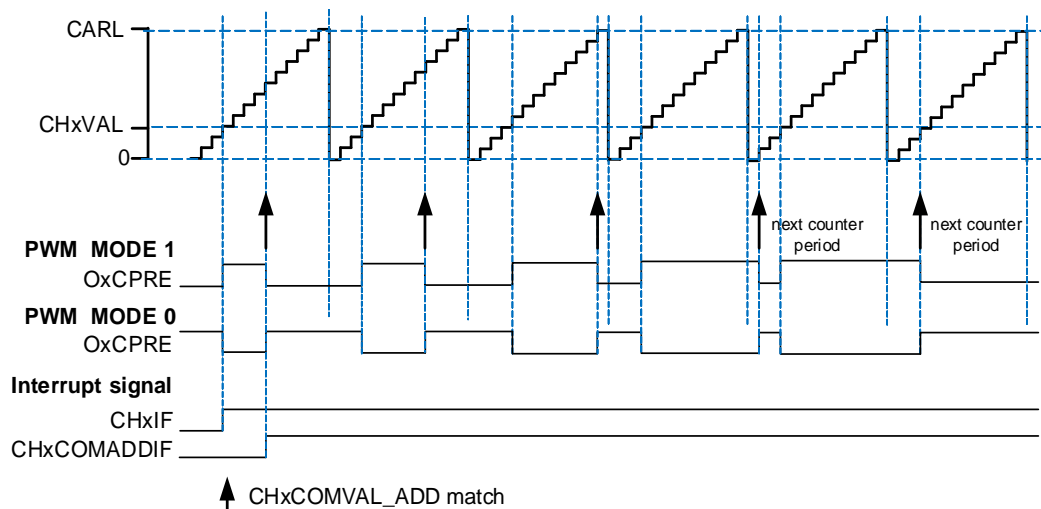 CARL
CHxVAL
0
next counter
period
next counter
period
PWM MODE 1
OxCPRE
PWM MODE 0
OxCPRE
Interrupt signal
CHxIF
CHxCOMADDIF
CHxCOMVAL_ADD match